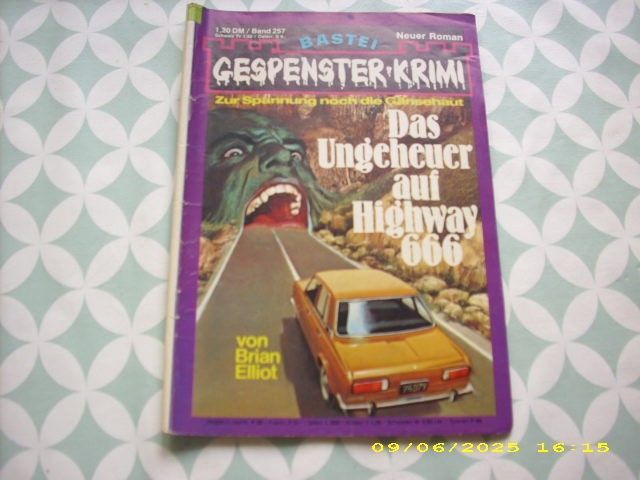 1,20 DM / Band 257
BASTEI
Neuer Roman
GESPENSTER-KRIMI
Zur Spannung noch die Gänsehaut
Das
Ungeheuer
auf
Highway
666
von
Brian
Elliot
09/06/2025 16:15